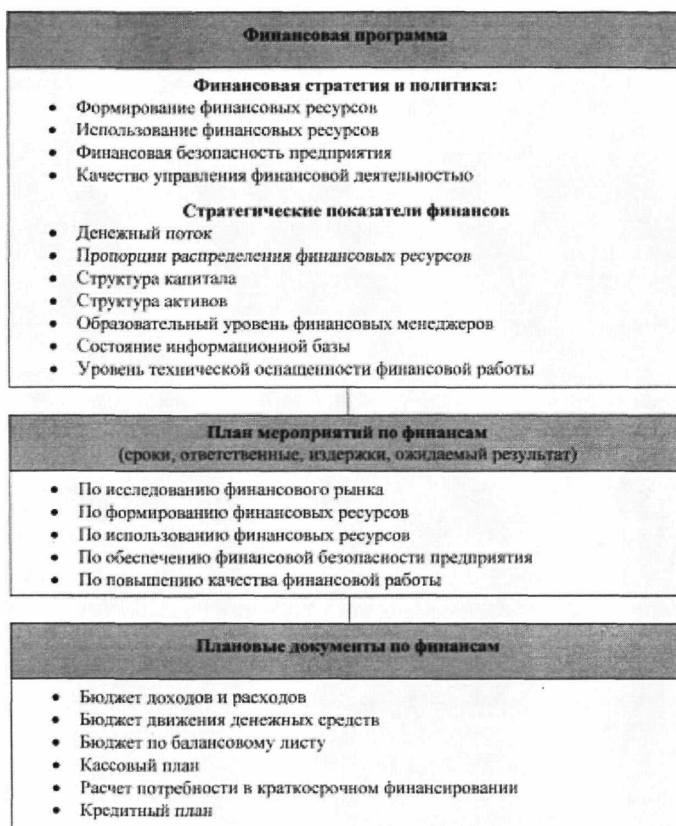 Финансовая программа
Финансовая стратегия и политика:
• Формирование финансовых ресурсов
• Использование финансовых ресурсов
• Финансовая безопасность предприятия
• Качество управления финансовой деятельностью
Стратегические показатели финансов
• Денежный поток
• Пропорции распределения финансовых ресурсов
• Структура капитала
• Структура активов
• Образовательный уровень финансовых менеджеров
• Состояние информационной базы
• Уровень технической оснащенности финансовой работы
План мероприятий по финансам
(сроки, ответственные, издержки, ожидаемый результат)
• По исследованию финансового рынка
• По формированию финансовых ресурсов
• По использованию финансовых ресурсов
• По обеспечению финансовой безопасности предприятия
• По повышению качества финансовой работы
Плановые документы по финансам
• Бюджет доходов и расходов
• Бюджет движения денежных средств
• Бюджет по балансовому листу
• Кассовый план
• Расчет потребности в краткосрочном финансировании
• Кредитный план